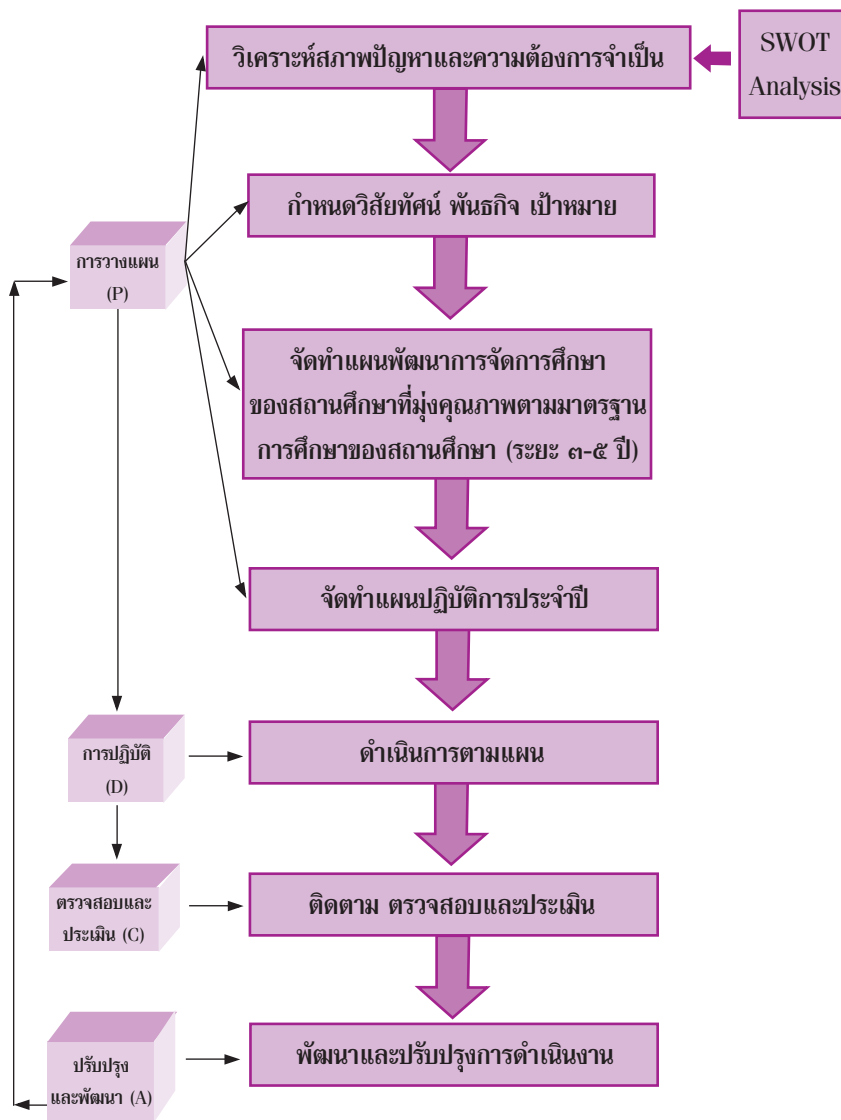 วิเคราะห์สภาพปัญหาและความต้องการจำเป็น
SWOT
Analysis
กำหนดวิสัยทัศน์ พันธกิจ เป้าหมาย
การวางแผน
(P)
จัดทำแผนพัฒนาการจัดการศึกษา
ของสถานศึกษาที่มุ่งคุณภาพตามมาตรฐาน
การศึกษาของสถานศึกษา (ระยะ ๓-๕ ปี)
จัดทำแผนปฏิบัติการประจำปี
การปฏิบัติ
(D)
ดำเนินการตามแผน
ตรวจสอบและ
ประเมิน (C)
ติดตาม ตรวจสอบและประเมิน
ปรับปรุง
และพัฒนา (A)
พัฒนาและปรับปรุงการดำเนินงาน